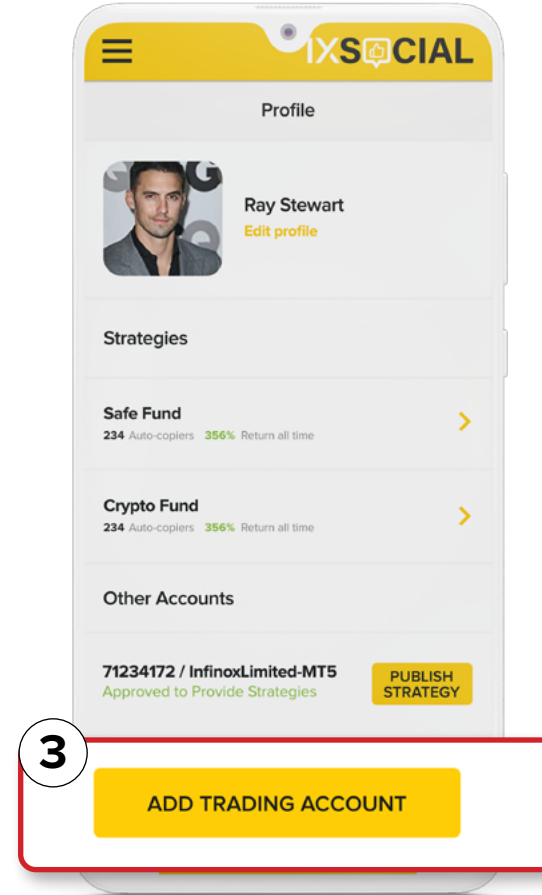 IXSOCIAL
Profile
Ray Stewart
Edit profile
Strategies
Safe Fund
234 Auto-copiers 356% Return all time
Crypto Fund
234 Auto-copiers 356% Return all time
Other Accounts
71234172 / InfinoxLimited-MT5
Approved to Provide Strategies
PUBLISH
STRATEGY
3
ADD TRADING ACCOUNT